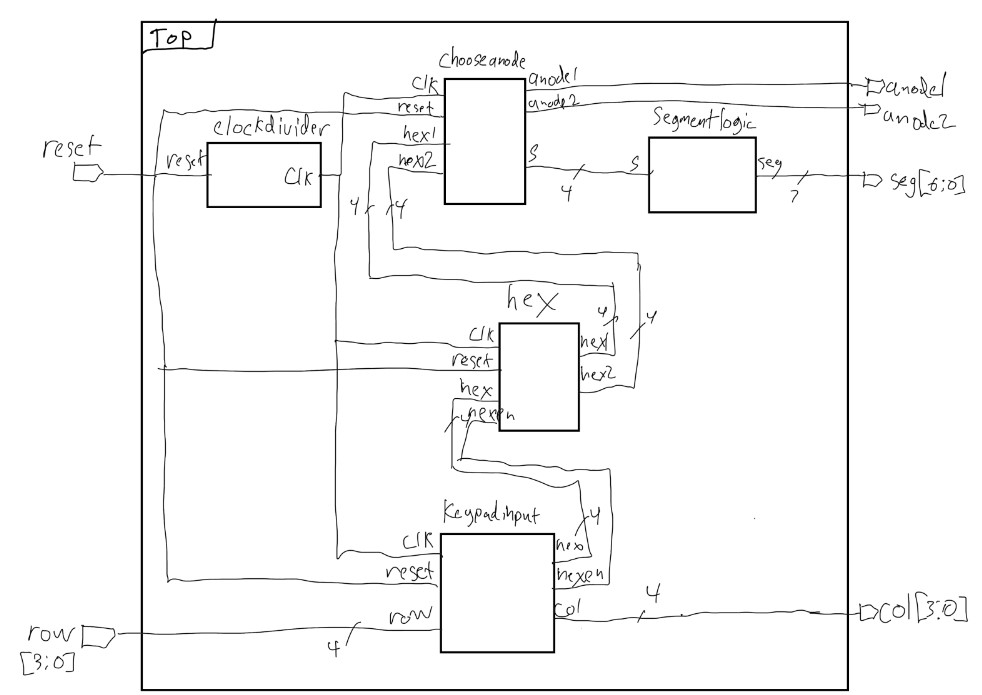 Top
chooseanode
clk
reset
hex1
hex2
anode1
anode2
s
4
4
4
anode1
anode2
clockdivider
reset
reset
clk
segmentlogic
s
seg
7
seg[6:0]
hex
clk
reset
hex
hexen
4
hex1
hex2
4
4
Keypadinput
clk
reset
row
hex
hexen
col
4
4
row
[3:0]
4
col[3:0]